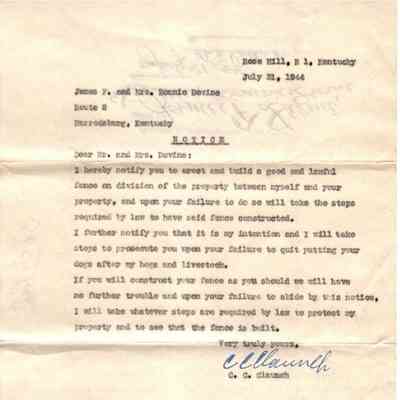 Rose Hill, R 1, Kentucky
July 31, 1944
James F. and Mrs. Nonnie Devine
Route 2
Harrodsburg, Kentucky
NOTICE
Dear Mr. and Mrs. Devine:
I hereby notify you to erect and build a good and lawful
fence on division of the property between myself and your
property, and upon your failure to do so will take the steps
required by law to have said fence constructed.
I further notify you that it is my intention and I will take
steps to prosecute you upon your failure to quit putting your
dogs after my hogs and livestock.
If you will construct your fence as you should we will have
no further trouble and upon your failure to abide by this notice,
I will take whatever steps are required by law to protect my
property and to see that the fence is built.
Very truly yours,
C C Claunch
C. C. Claunch